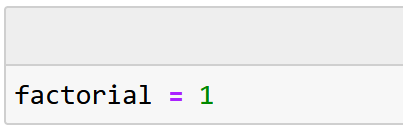 factorial = 1